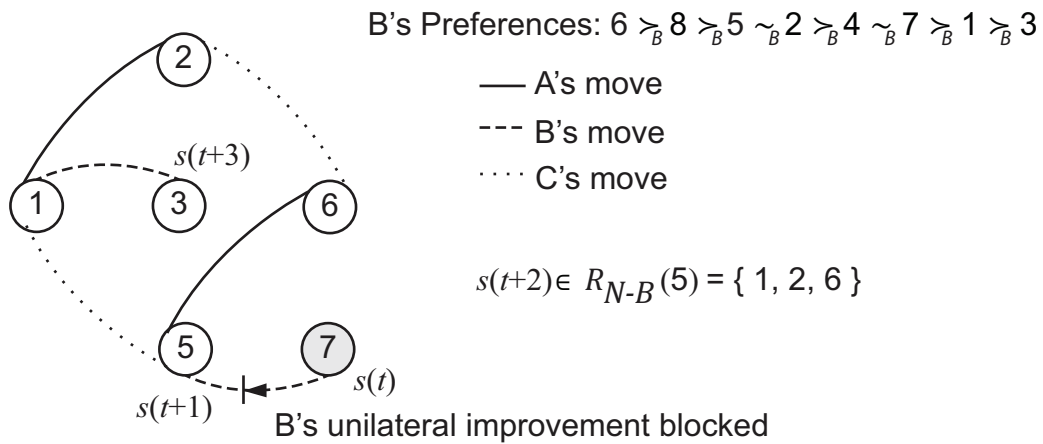 B's Preferences: 6 ≻B 8 ≻B 5 ~B 2 ≻B 4 ~B 7 ≻B 1 ≻B 3
2
A's move
B's move
s(t+3)
C's move
1
3
6
s(t+2)∈ RN-B(5) = { 1, 2, 6 }
5
7
s(t)
s(t+1)
B's unilateral improvement blocked